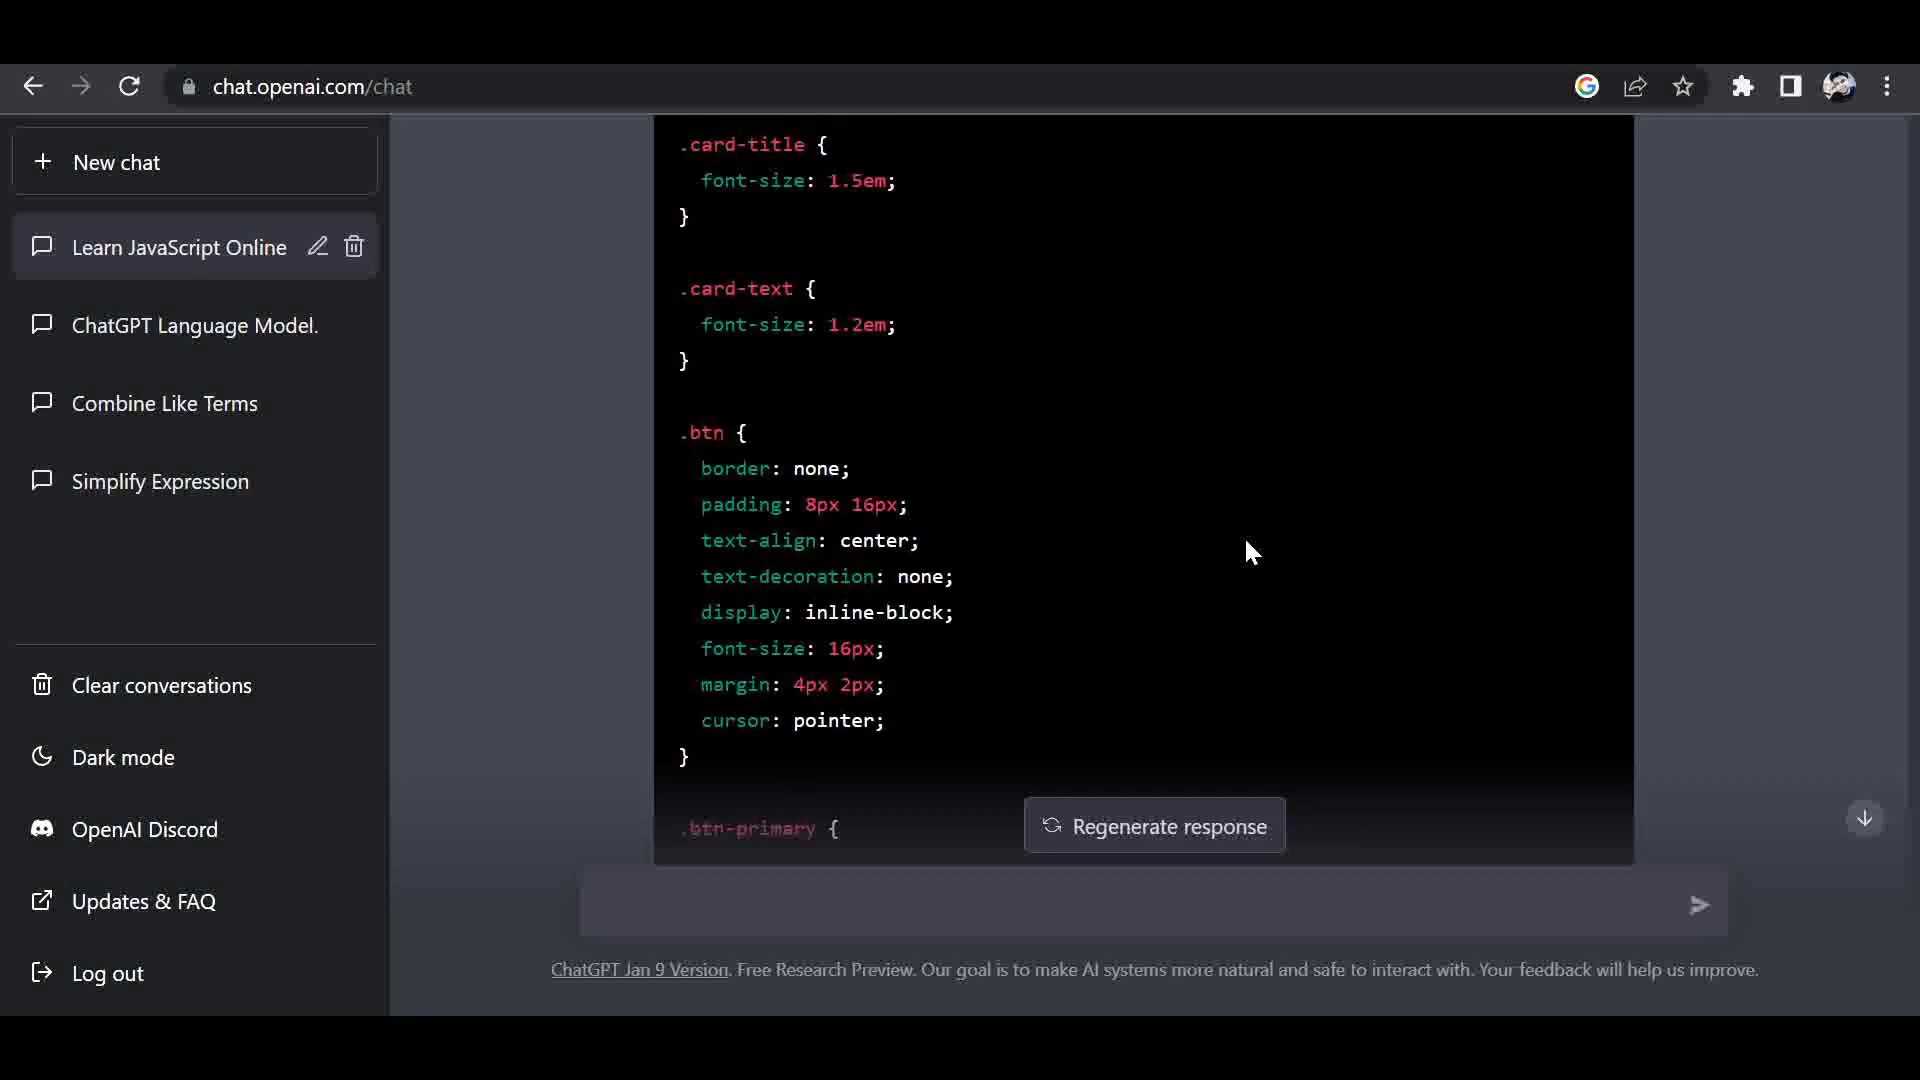 chat.openai.com/chat
New chat
Learn JavaScript Online
ChatGPT Language Model.
Combine Like Terms
Simplify Expression
Clear conversations
Dark mode
OpenAI Discord
Updates & FAQ
Log out
.card-title {
  font-size: 1.5em;
}
.card-text {
  font-size: 1.2em;
}
.btn {
  border: none;
  padding: 8px 16px;
  text-align: center;
  text-decoration: none;
  display: inline-block;
  font-size: 16px;
  margin: 4px 2px;
  cursor: pointer;
}
.btn-primary {
Regenerate response
ChatGPT Jan 9 Version. Free Research Preview. Our goal is to make AI systems more natural and safe to interact with. Your feedback will help us improve.